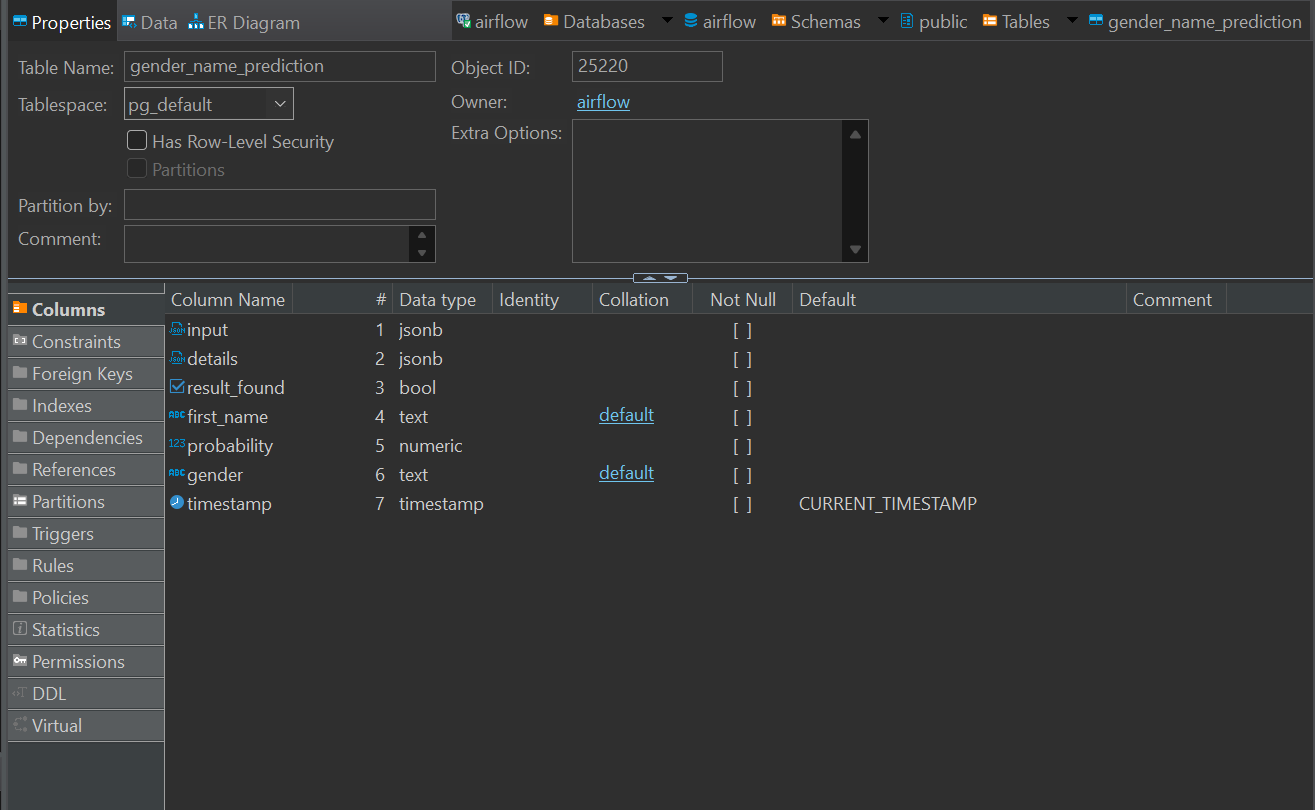 Properties Data ER Diagram airflow Databases airflow Schemas public Tables gender_name_prediction
Table Name: gender_name_prediction Object ID: 25220
Tablespace: pg_default Owner: airflow
Has Row-Level Security Extra Options:
Partitions
Partition by:
Comment:
Columns
Constraints
Foreign Keys
Indexes
Dependencies
References
Partitions
Triggers
Rules
Policies
Statistics
Permissions
DDL
Virtual
Column Name # Data type Identity Collation Not Null Default Comment
input 1 jsonb [ ]
details 2 jsonb [ ]
result_found 3 bool [ ]
ABC first_name 4 text default [ ]
123 probability 5 numeric [ ]
ABC gender 6 text default [ ]
timestamp 7 timestamp [ ] CURRENT_TIMESTAMP